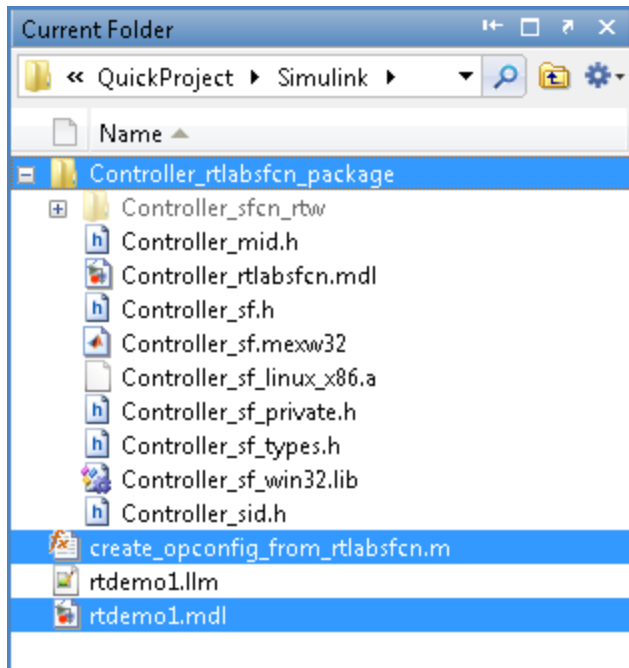 Current Folder
« QuickProject ▸ Simulink ▸
Name
Controller_rtlabsfcn_package
Controller_sfcn_rtw
Controller_mid.h
Controller_rtlabsfcn.mdl
Controller_sf.h
Controller_sf.mexw32
Controller_sf_linux_x86.a
Controller_sf_private.h
Controller_sf_types.h
Controller_sf_win32.lib
Controller_sid.h
create_opconfig_from_rtlabsfcn.m
rtdemo1.llm
rtdemo1.mdl